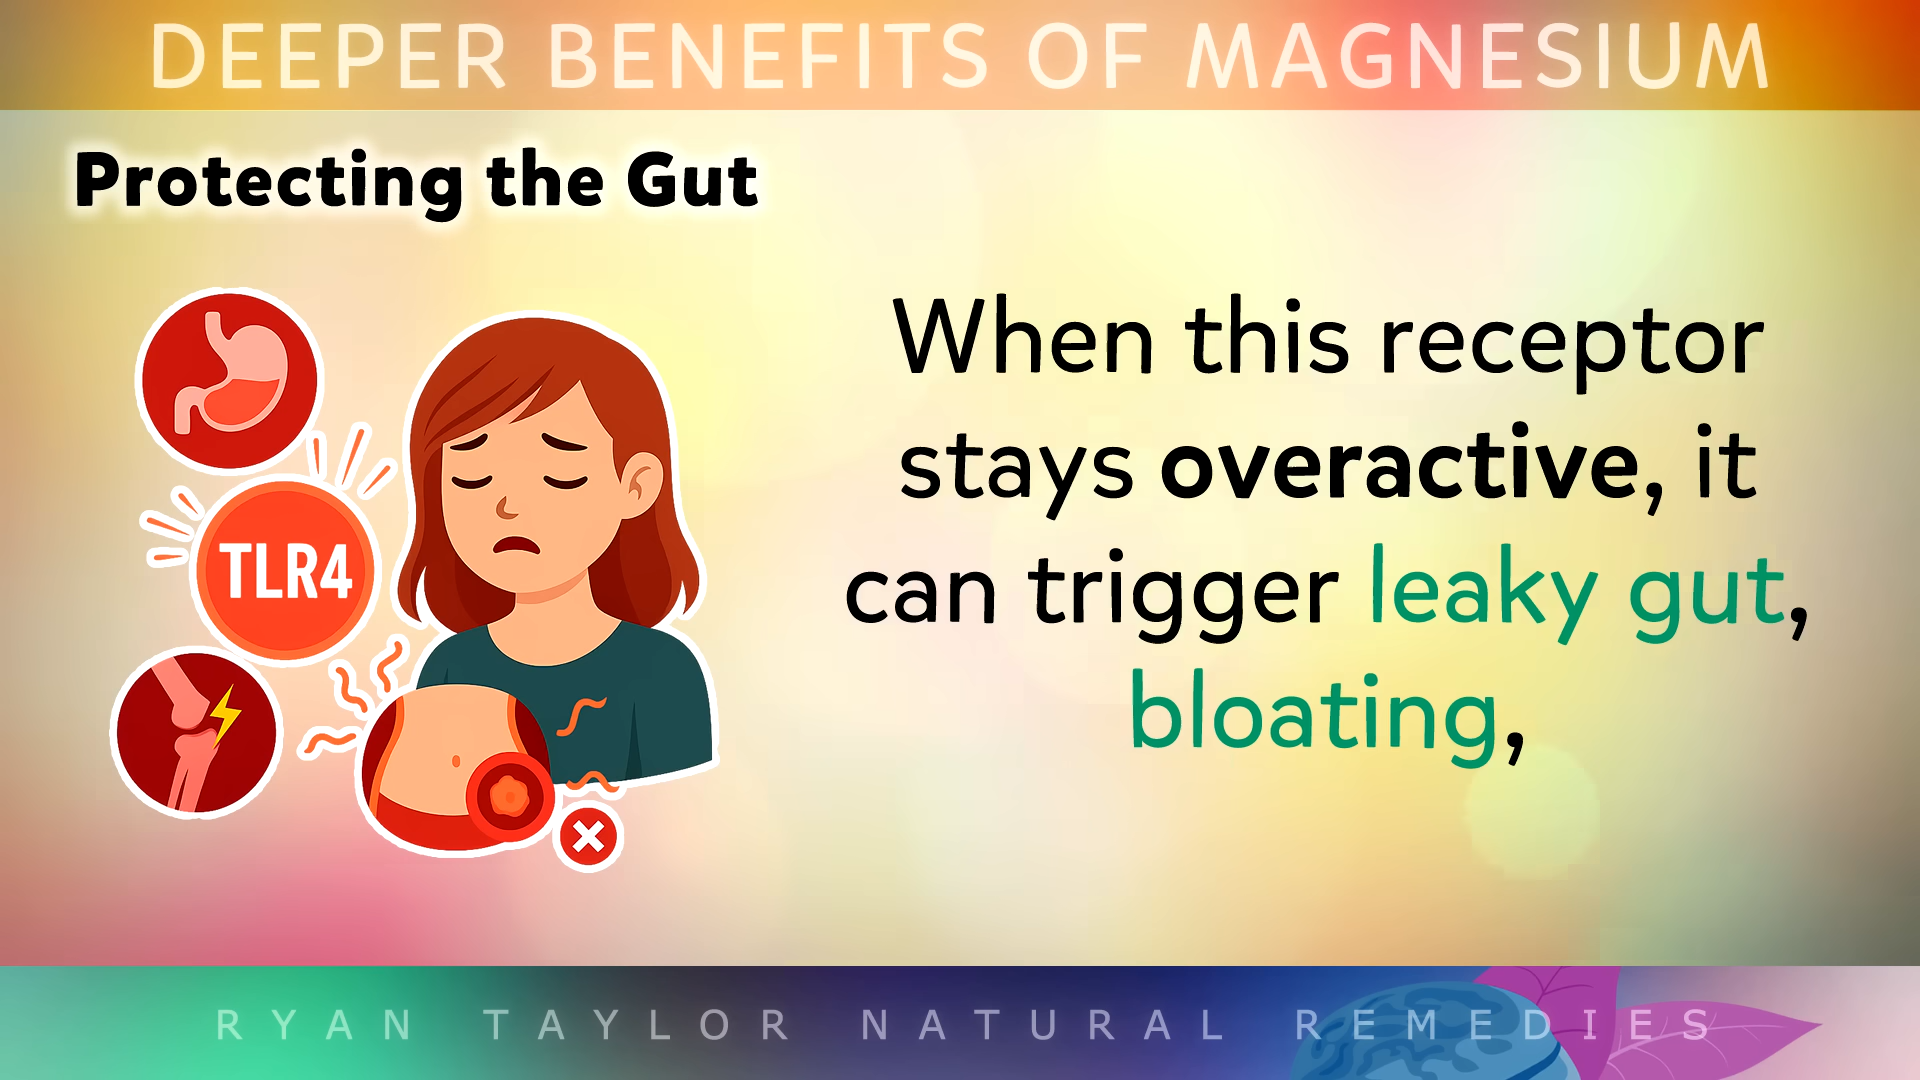 DEEPER BENEFITS OF MAGNESIUM
Protecting the Gut
TLR4
When this receptor
stays overactive, it
can trigger leaky gut,
bloating,
RYAN TAYLOR NATURAL REMEDIES